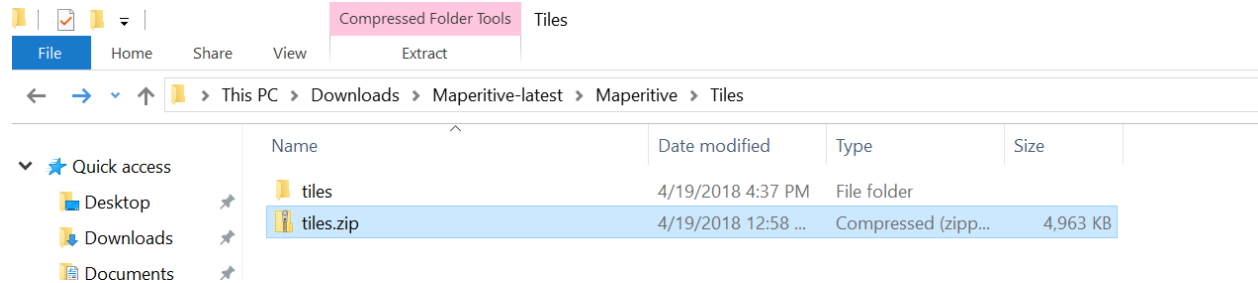 Compressed Folder Tools Tiles
File Home Share View Extract
This PC > Downloads > Maperitive-latest > Maperitive > Tiles
Name Date modified Type Size
Quick access
tiles 4/19/2018 4:37 PM File folder
Desktop
tiles.zip 4/19/2018 12:58 ... Compressed (zipp... 4,963 KB
Downloads
Documents